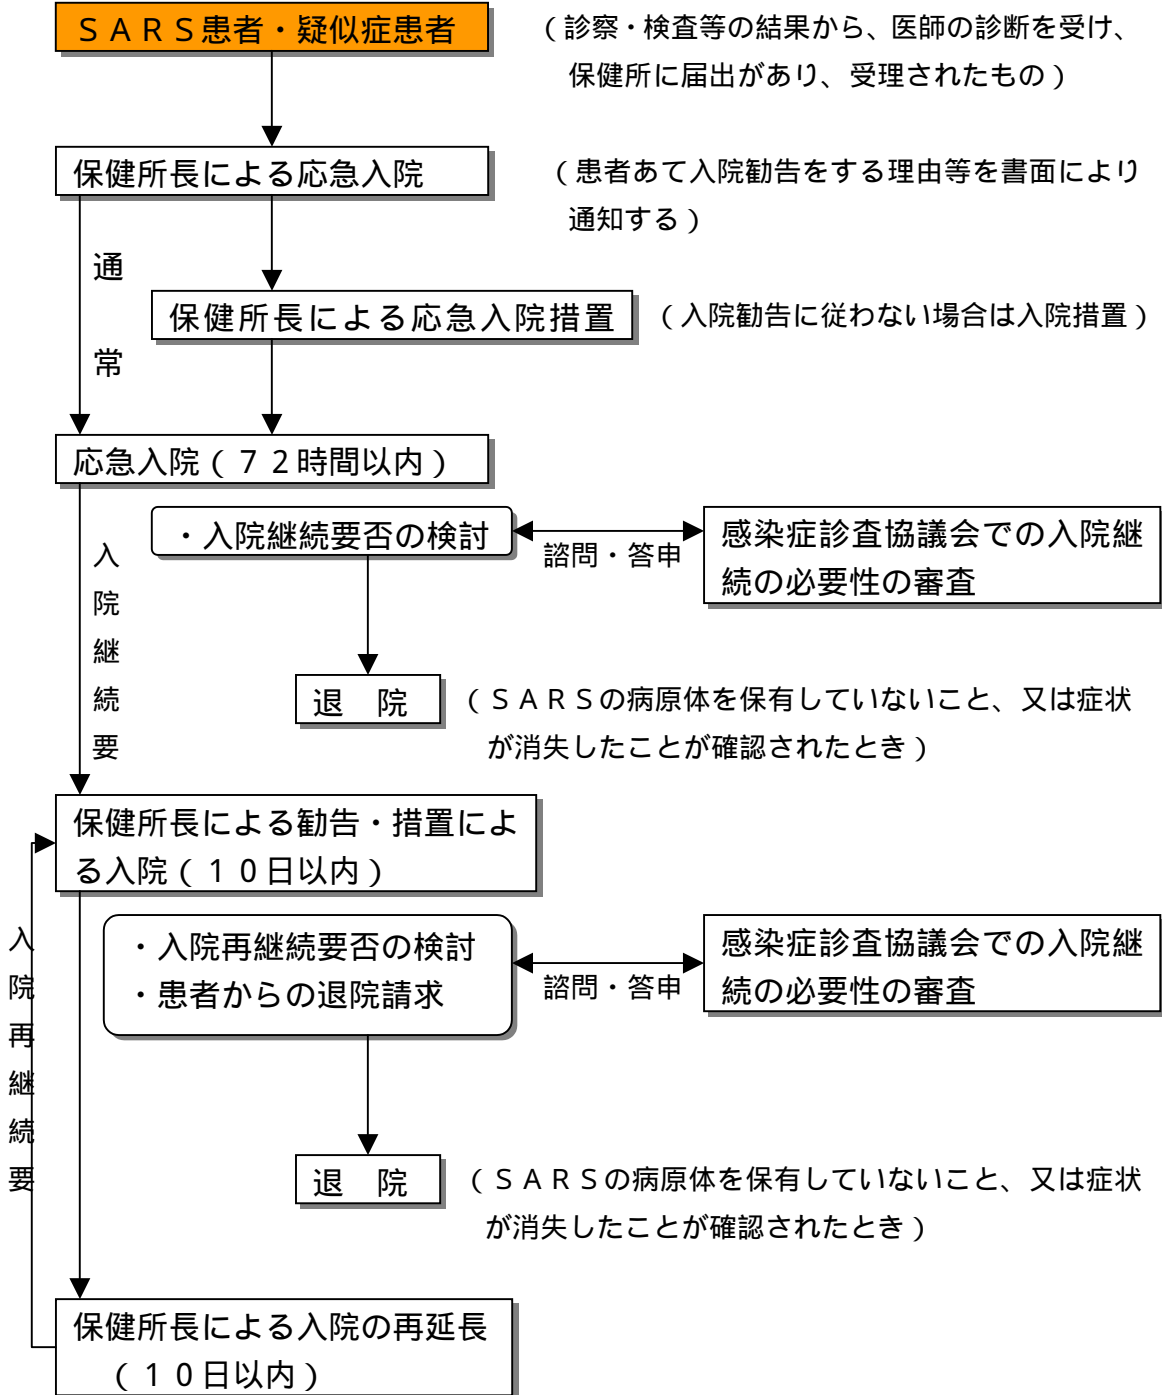 ＳＡＲＳ患者・疑似症患者
（診察・検査等の結果から、医師の診断を受け、
保健所に届出があり、受理されたもの）
保健所長による応急入院
（患者あて入院勧告をする理由等を書面により
通知する）
通常
保健所長による応急入院措置
（入院勧告に従わない場合は入院措置）
応急入院（７２時間以内）
入院継続要
・入院継続要否の検討
諮問・答申
感染症診査協議会での入院継
続の必要性の審査
退　院
（ＳＡＲＳの病原体を保有していないこと、又は症状
が消失したことが確認されたとき）
保健所長による勧告・措置によ
る入院（１０日以内）
入院再継続要
・入院再継続要否の検討
・患者からの退院請求
諮問・答申
感染症診査協議会での入院継
続の必要性の審査
退　院
（ＳＡＲＳの病原体を保有していないこと、又は症状
が消失したことが確認されたとき）
保健所長による入院の再延長
（１０日以内）